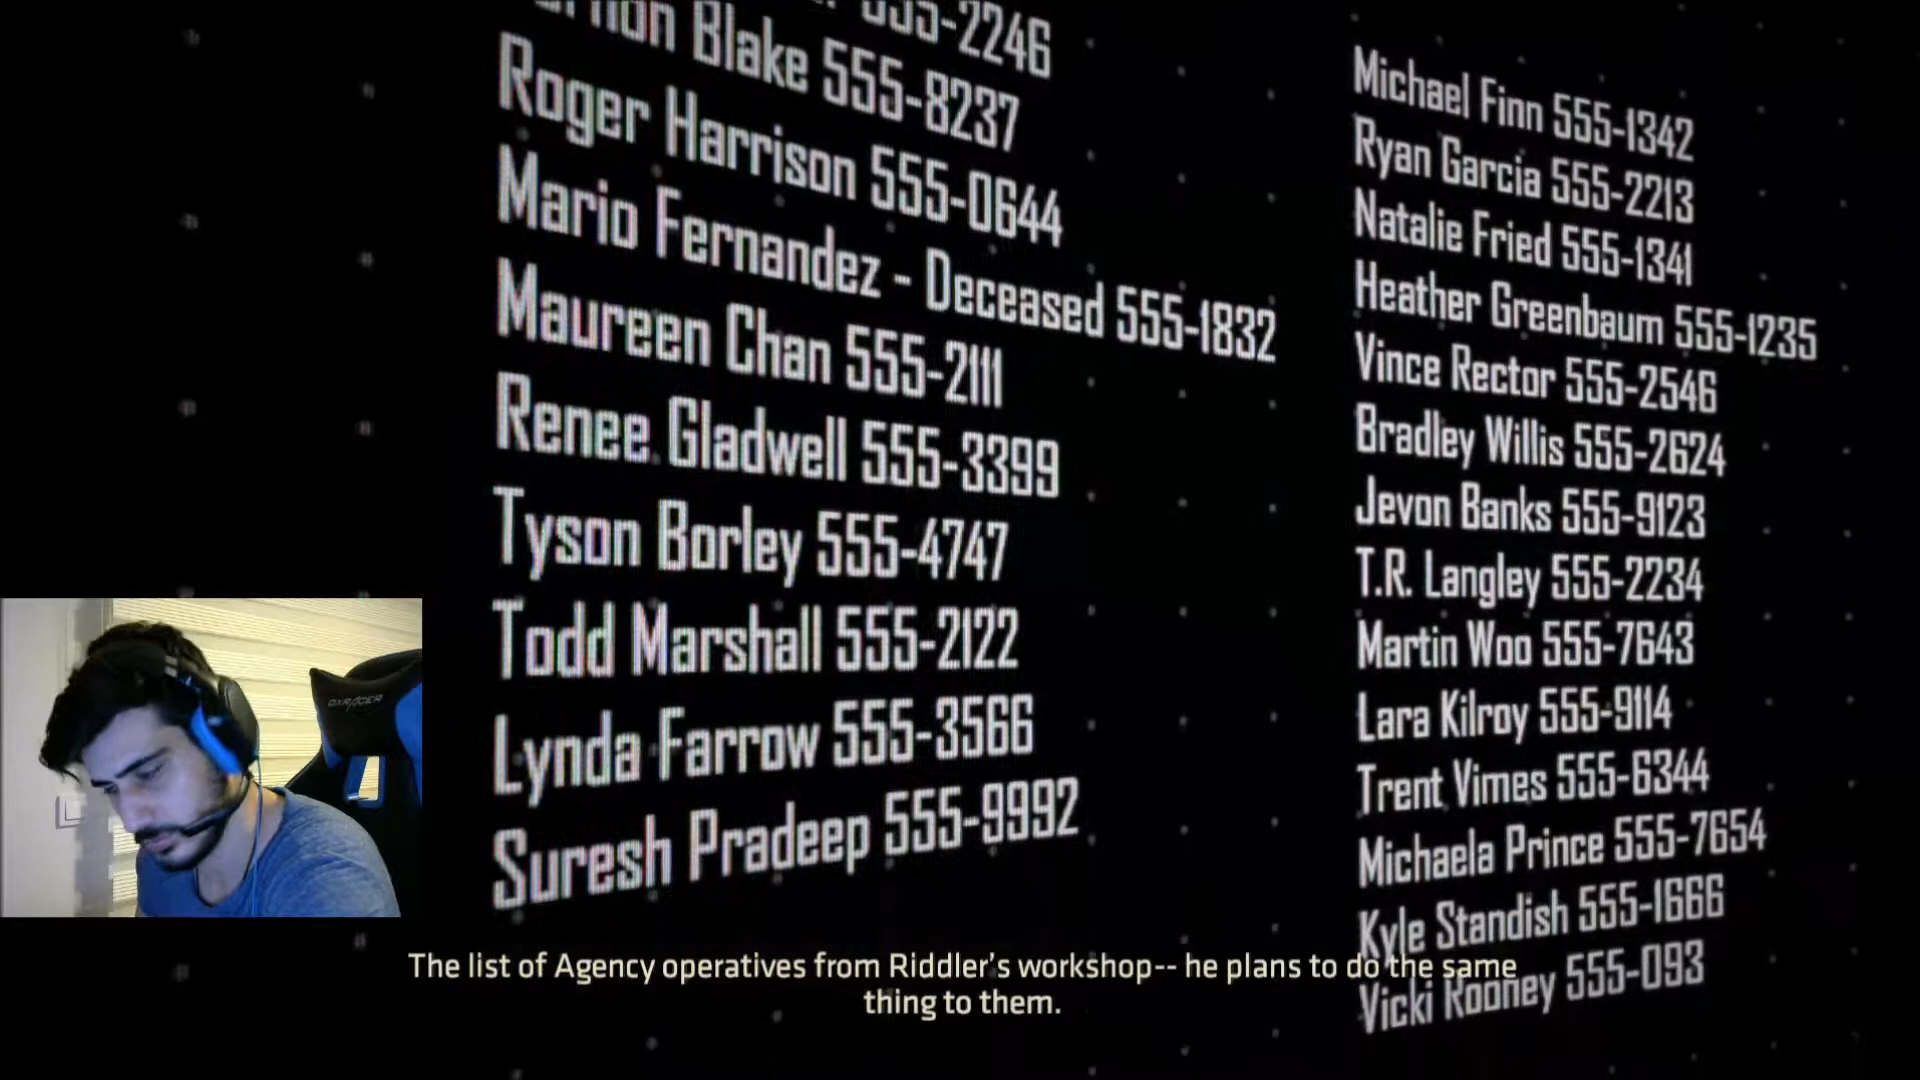 555-2246
Blake 555-8237
Roger Harrison 555-0644
Mario Fernandez - Deceased 555-1832
Maureen Chan 555-2111
Renee Gladwell 555-3399
Tyson Borley 555-4747
Todd Marshall 555-2122
Lynda Farrow 555-3566
Suresh Pradeep 555-9992
Michael Finn 555-1342
Ryan Garcia 555-2213
Natalie Fried 555-1341
Heather Greenbaum 555-1235
Vince Rector 555-2546
Bradley Willis 555-2624
Jevon Banks 555-9123
T.R. Langley 555-2234
Martin Woo 555-7643
Lara Kilroy 555-9114
Trent Vimes 555-6344
Michaela Prince 555-7654
Kyle Standish 555-1666
Vicki Rooney 555-093
DXRACER
The list of Agency operatives from Riddler's workshop-- he plans to do the same
thing to them.